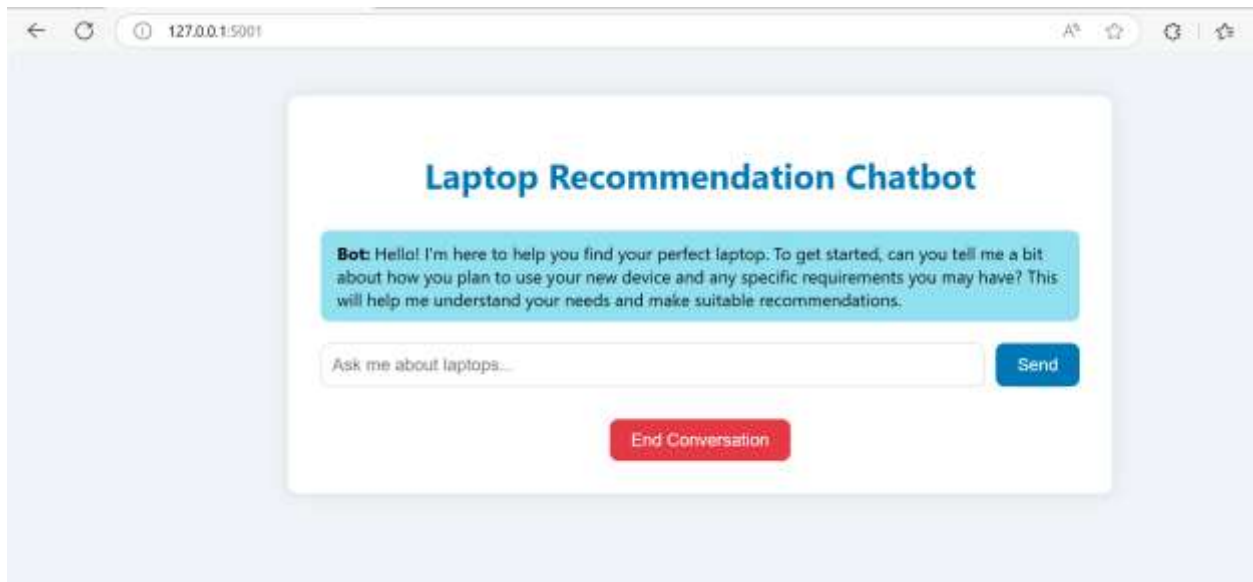 127.0.0.1:5001
Laptop Recommendation Chatbot
Bot: Hello! I'm here to help you find your perfect laptop. To get started, can you tell me a bit
about how you plan to use your new device and any specific requirements you may have? This
will help me understand your needs and make suitable recommendations.
Ask me about laptops...
Send
End Conversation